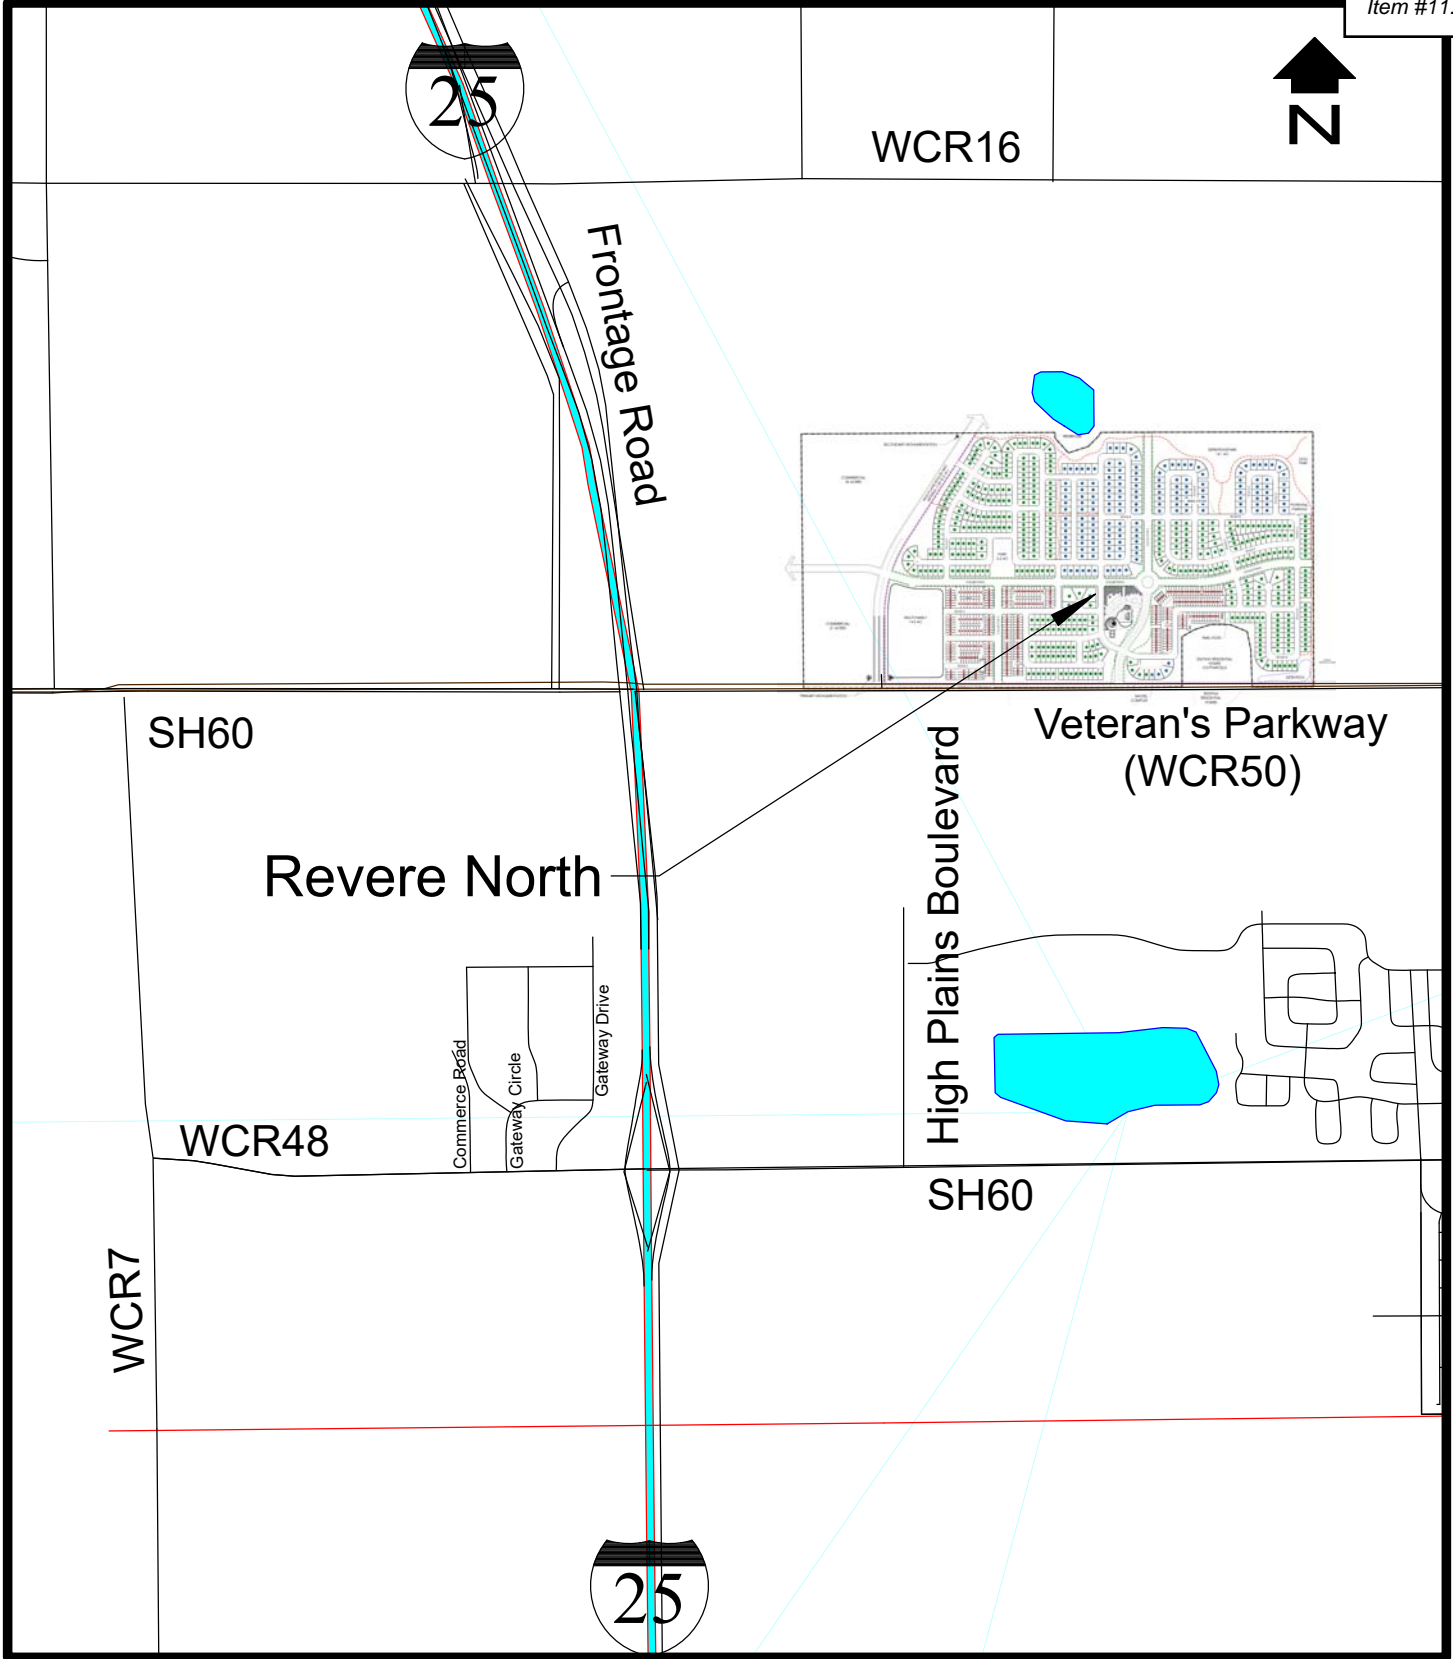 Item #11.
25
N
WCR16
Frontage Road
SH60
Veteran's Parkway
(WCR50)
High Plains Boulevard
Revere North
Commerce Road
Gateway Circle
Gateway Drive
WCR48
SH60
WCR7
25